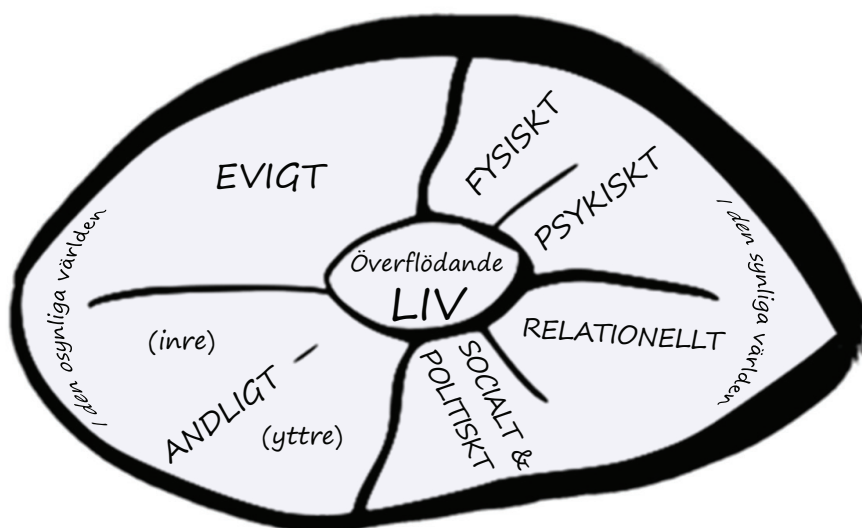 EVIGT
FYSISKT
PSYKISKT
I den osynliga världen
I den synliga världen
Överflödande
LIV
(inre)
ANDLIGT
(yttre)
SOCIALT &
POLITISKT
RELATIONELLT